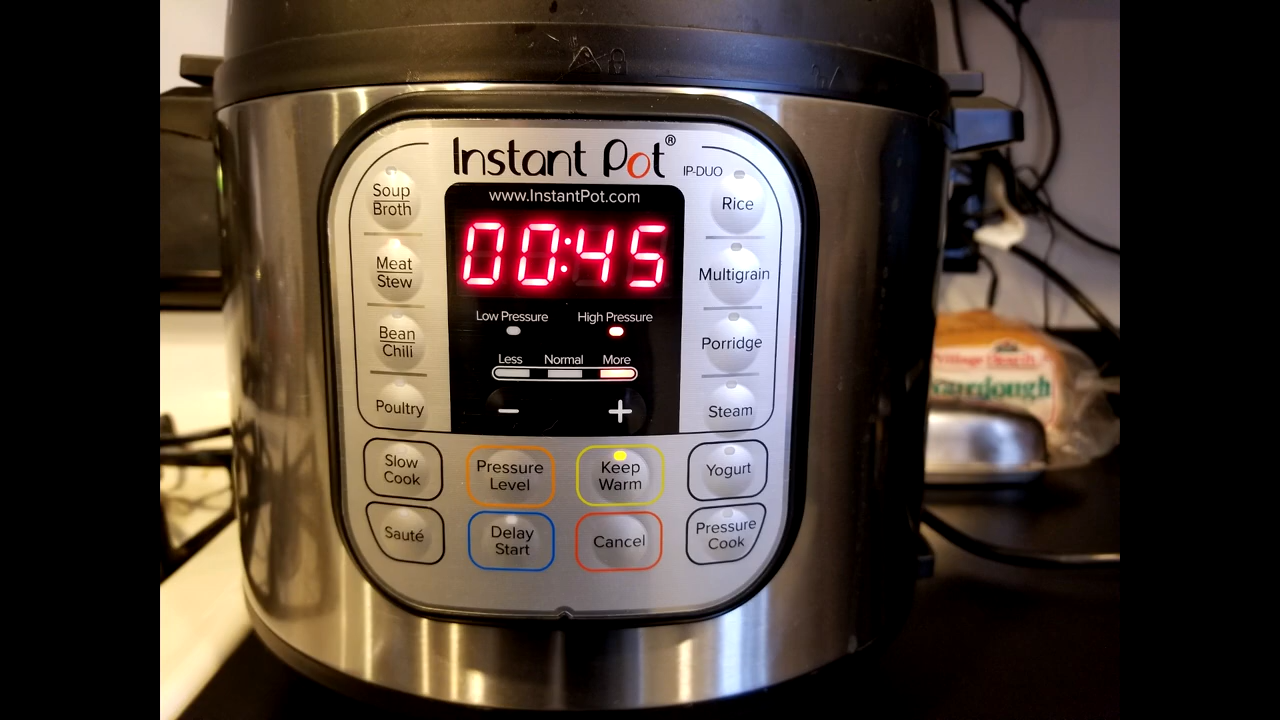 Instant Pot®
IP-DUO
www.InstantPot.com
00:45
Low Pressure High Pressure
Less Normal More
− +
Soup
Broth
Meat
Stew
Bean
Chili
Poultry
Rice
Multigrain
Porridge
Steam
Slow
Cook
Pressure
Level
Keep
Warm
Yogurt
Sauté
Delay
Start
Cancel
Pressure
Cook
Village